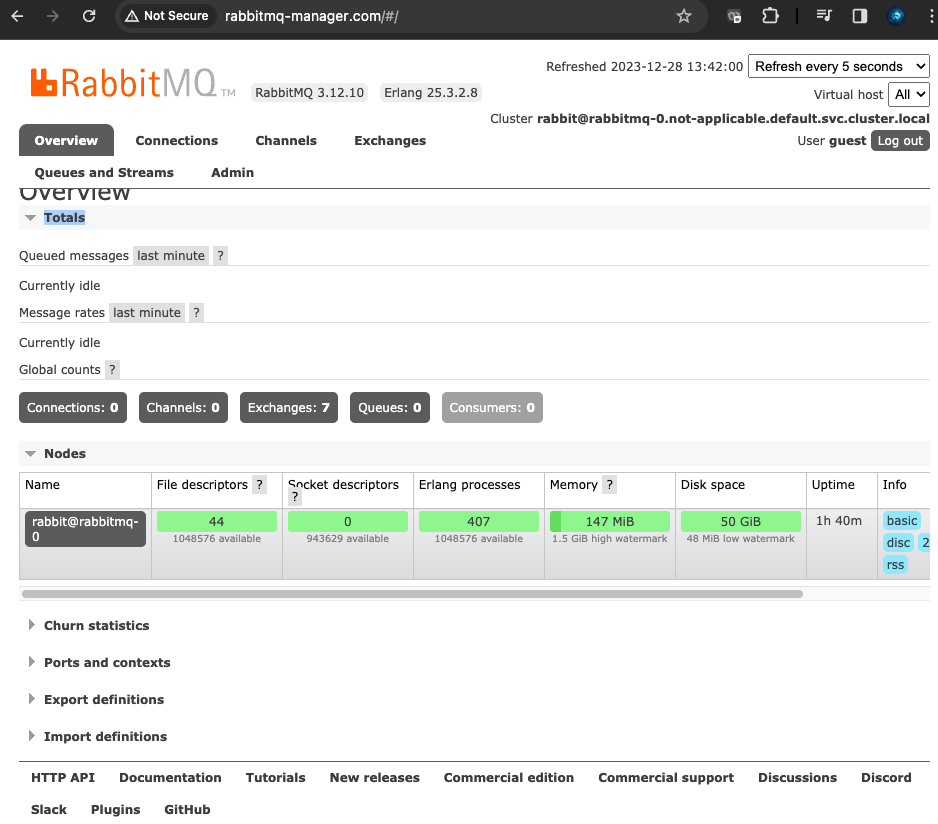 Not Secure rabbitmq-manager.com/#/
RabbitMQ TM RabbitMQ 3.12.10 Erlang 25.3.2.8
Refreshed 2023-12-28 13:42:00 Refresh every 5 seconds
Virtual host All
Cluster rabbit@rabbitmq-0.not-applicable.default.svc.cluster.local
User guest Log out
Overview Connections Channels Exchanges
Queues and Streams Admin
Overview
Totals
Queued messages last minute ?
Currently idle
Message rates last minute ?
Currently idle
Global counts ?
Connections: 0 Channels: 0 Exchanges: 7 Queues: 0 Consumers: 0
Nodes
Name File descriptors ? Socket descriptors ? Erlang processes Memory ? Disk space Uptime Info
rabbit@rabbitmq-0 44 0 407 147 MiB 50 GiB 1h 40m basic
1048576 available 943629 available 1048576 available 1.5 GiB high watermark 48 MiB low watermark disc 2
rss
Churn statistics
Ports and contexts
Export definitions
Import definitions
HTTP API Documentation Tutorials New releases Commercial edition Commercial support Discussions Discord
Slack Plugins GitHub